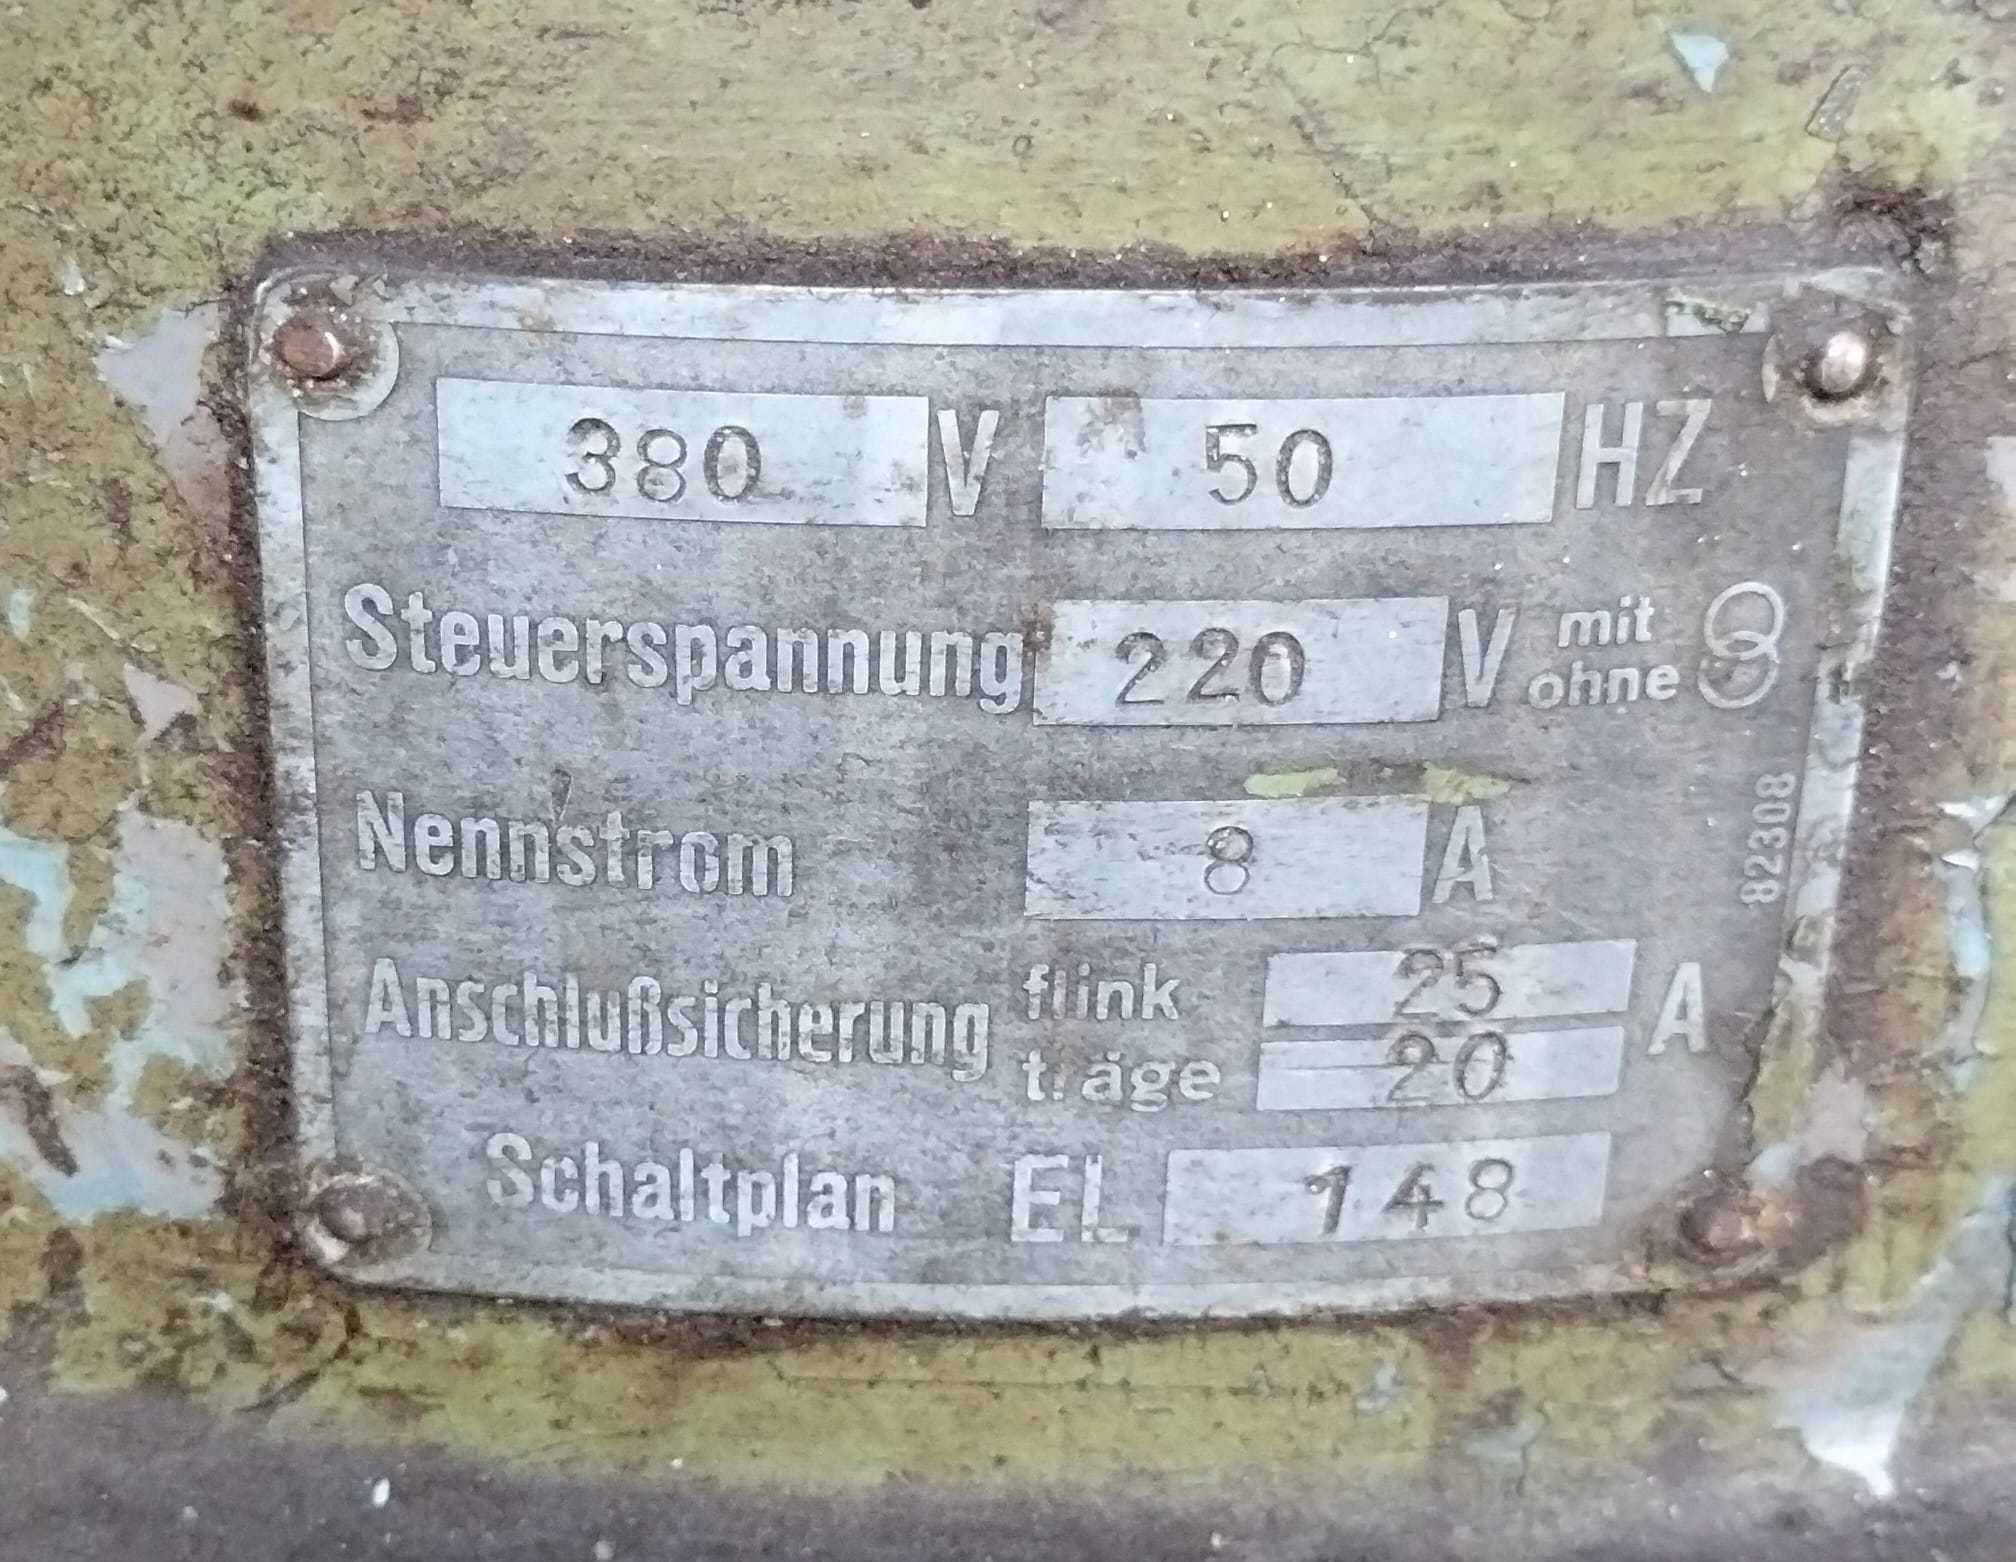 380 V 50 HZ
Steuerspannung 220 V mit ohne
Nennstrom 8 A
82308
Anschlußsicherung flink 25 träge 20 A
Schaltplan EL 148